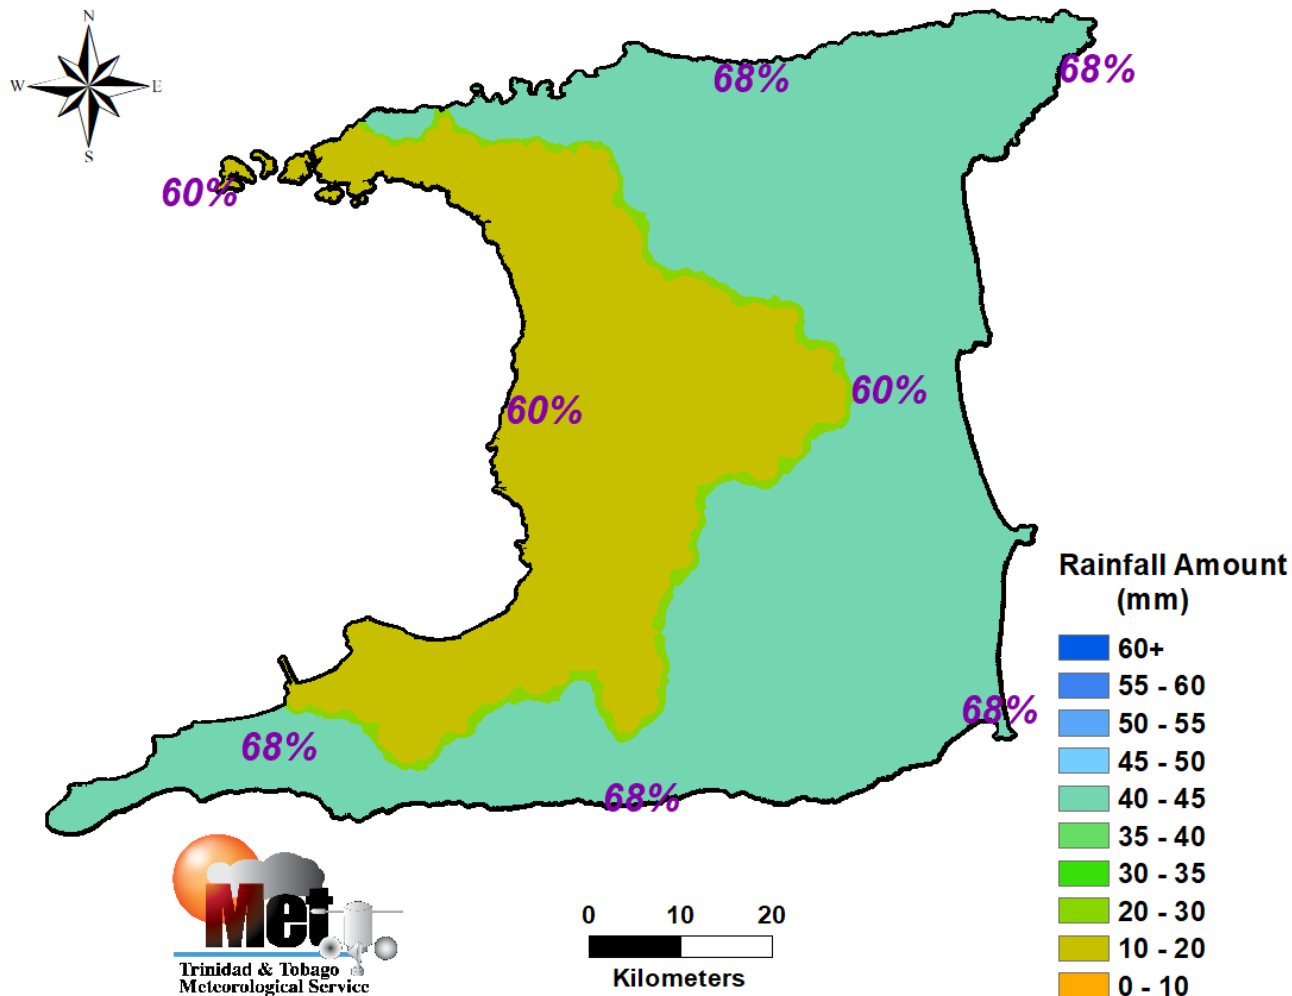 N
W
E
S
68%
68%
60%
60%
60%
68%
68%
68%
Rainfall Amount
(mm)
60+
55 - 60
50 - 55
45 - 50
40 - 45
35 - 40
30 - 35
20 - 30
10 - 20
0 - 10
0 10 20
Kilometers
Met
Trinidad & Tobago
Meteorological Service